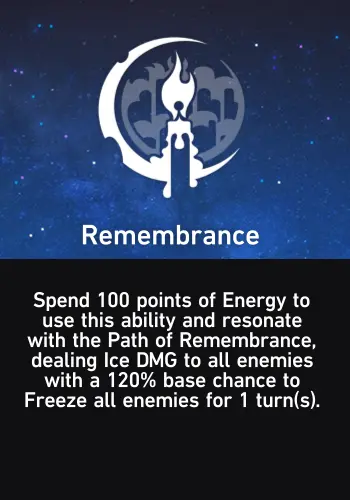 Remembrance
Spend 100 points of Energy to
use this ability and resonate
with the Path of Remembrance,
dealing Ice DMG to all enemies
with a 120% base chance to
Freeze all enemies for 1 turn(s).